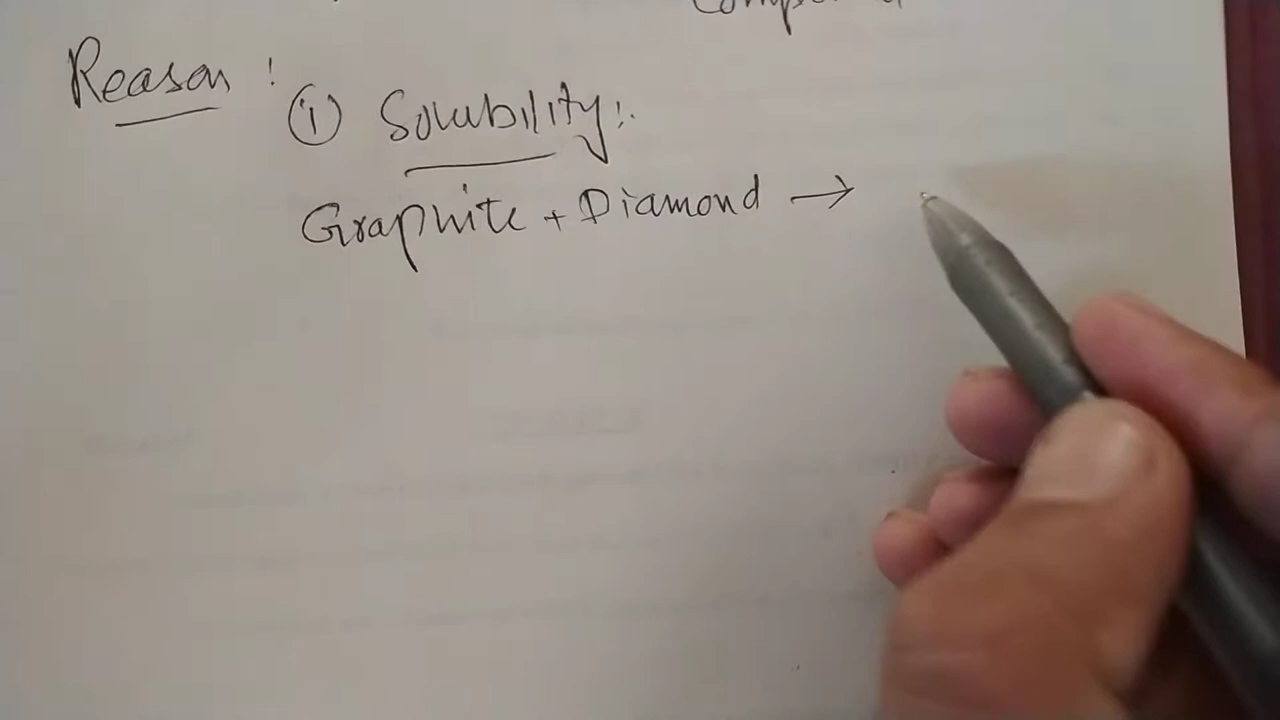 Reason :
① Solubility :.
Graphite + Diamond →